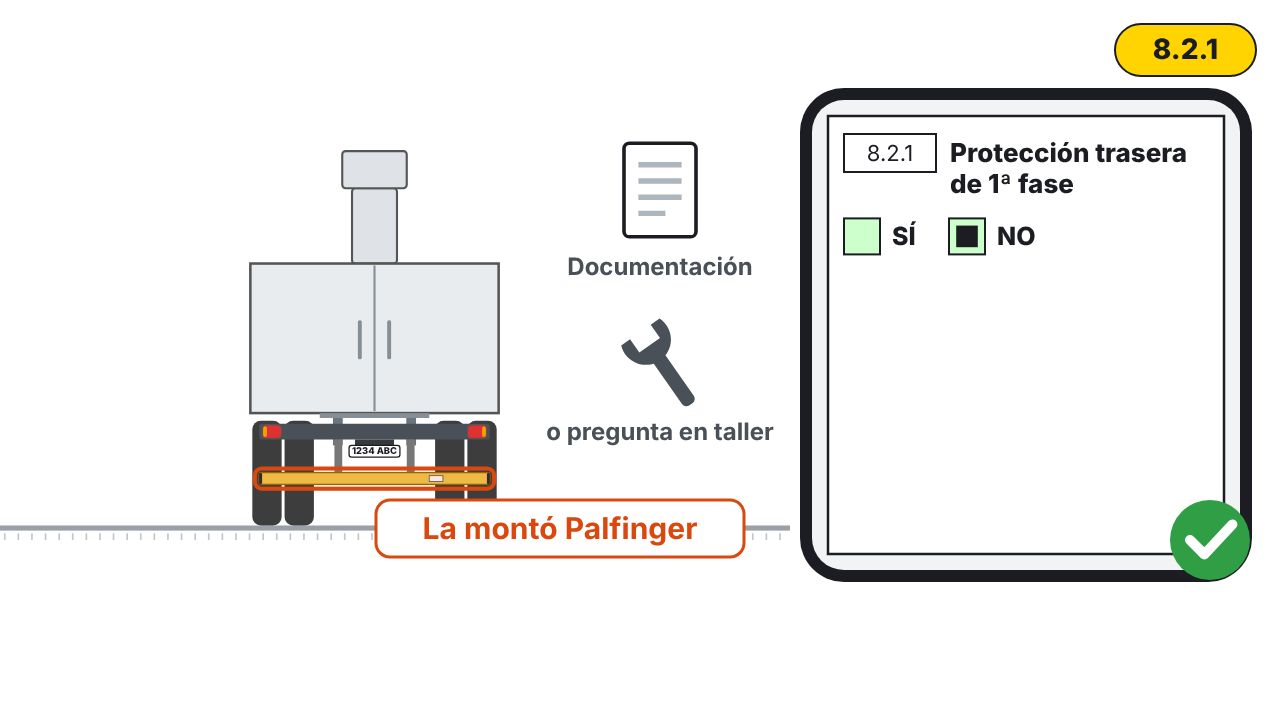 8.2.1
8.2.1
Protección trasera
de 1ª fase
SÍ
NO
Documentación
o pregunta en taller
1234 ABC
La montó Palfinger